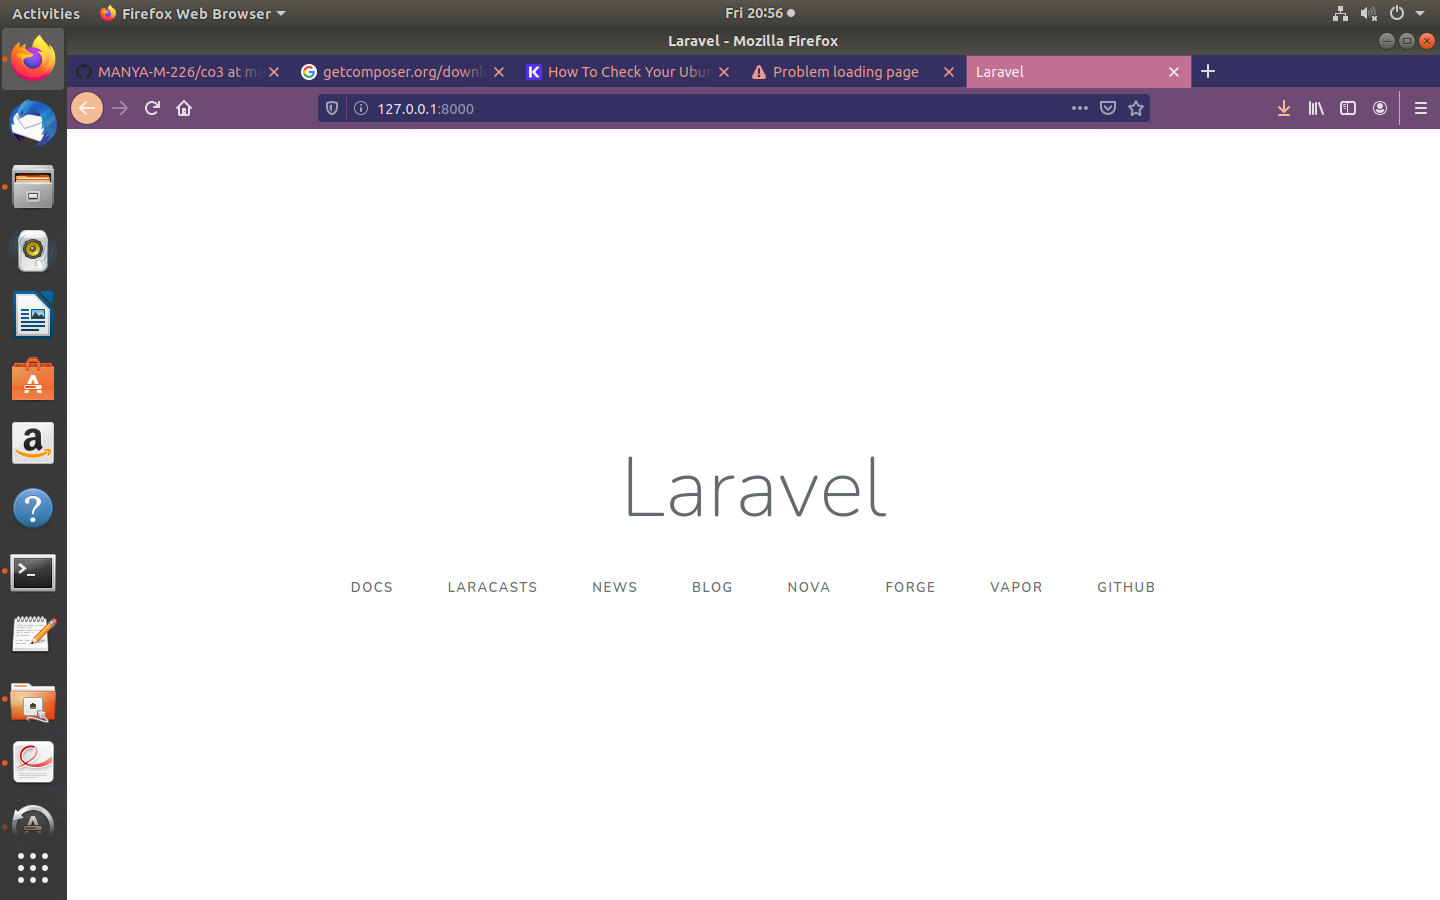 Activities Firefox Web Browser Fri 20:56
Laravel - Mozilla Firefox
MANYA-M-226/co3 at ma getcomposer.org/downl How To Check Your Ubun Problem loading page Laravel
127.0.0.1:8000
Laravel
DOCS LARACASTS NEWS BLOG NOVA FORGE VAPOR GITHUB